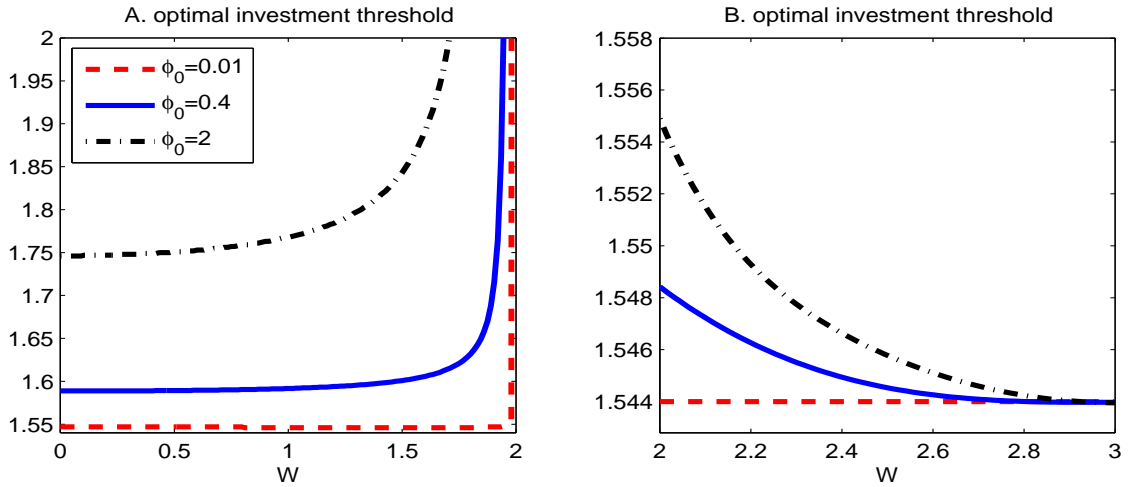 A. optimal investment threshold
2
1.95
1.9
1.85
1.8
1.75
1.7
1.65
1.6
1.55
ϕ0=0.01
ϕ0=0.4
ϕ0=2
0 0.5 1 1.5 2
W
B. optimal investment threshold
1.558
1.556
1.554
1.552
1.55
1.548
1.546
1.544
2 2.2 2.4 2.6 2.8 3
W